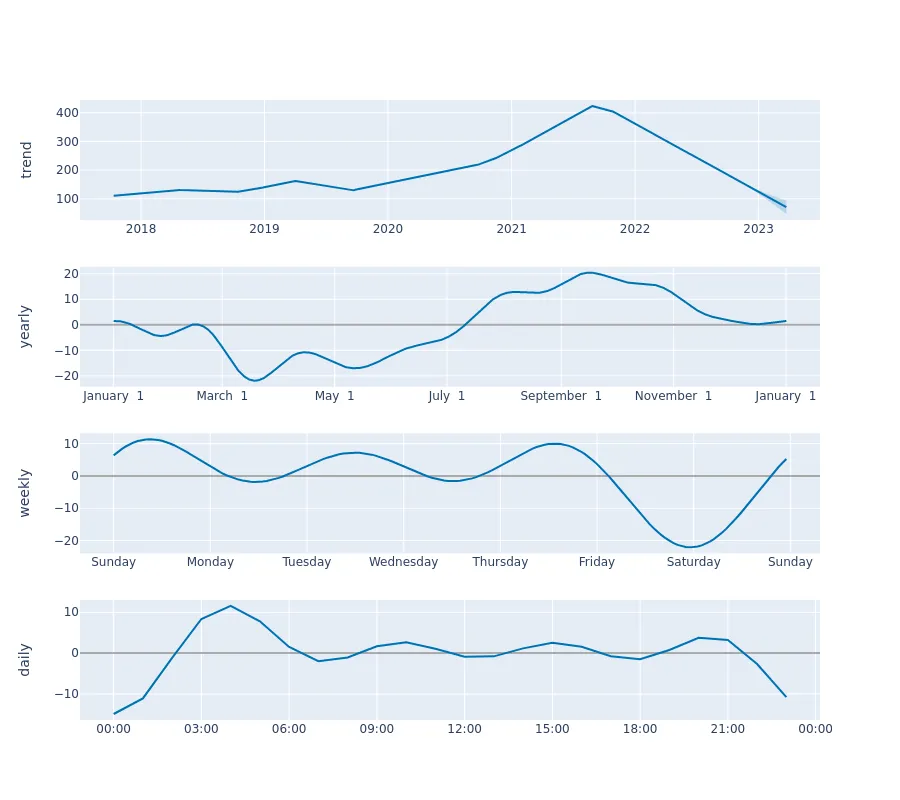 trend
400
300
200
100
2018 2019 2020 2021 2022 2023
yearly
20
10
0
−10
−20
January 1 March 1 May 1 July 1 September 1 November 1 January 1
weekly
10
0
−10
−20
Sunday Monday Tuesday Wednesday Thursday Friday Saturday Sunday
daily
10
0
−10
00:00 03:00 06:00 09:00 12:00 15:00 18:00 21:00 00:00